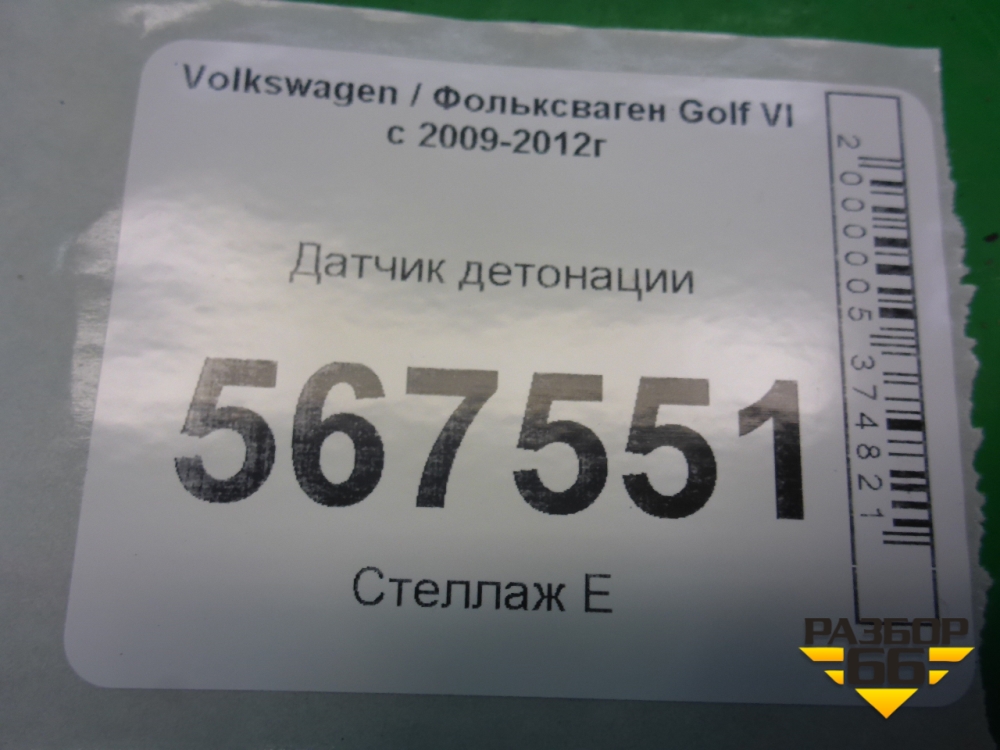 Volkswagen / Фольксваген Golf VI
с 2009-2012г
Датчик детонации
567551
Стеллаж Е
2000005374821
РАЗБОР
66